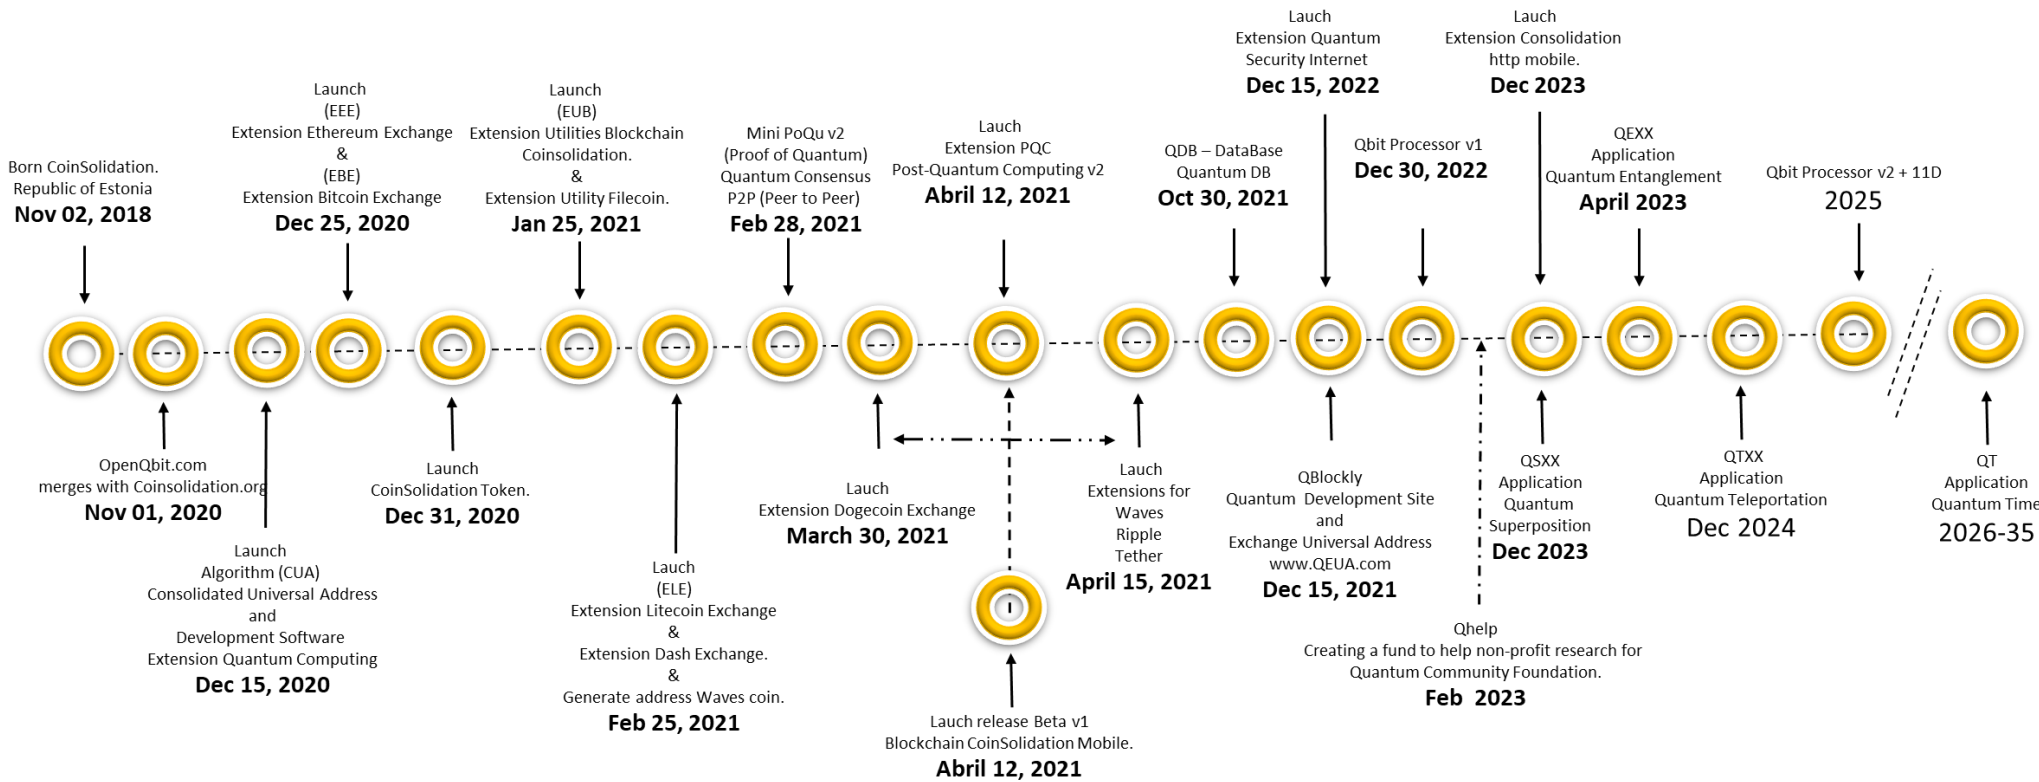 Born CoinSolidation.
Republic of Estonia
Nov 02, 2018
OpenQbit.com
merges with Coinsolidation.org
Nov 01, 2020
Launch
Algorithm (CUA)
Consolidated Universal Address
and
Development Software
Extension Quantum Computing
Dec 15, 2020
Launch
(EEE)
Extension Ethereum Exchange
&
(EBE)
Extension Bitcoin Exchange
Dec 25, 2020
Launch
CoinSolidation Token.
Dec 31, 2020
Launch
(EUB)
Extension Utilities Blockchain
Coinsolidation.
&
Extension Utility Filecoin.
Jan 25, 2021
Lauch
(ELE)
Extension Litecoin Exchange
&
Extension Dash Exchange.
&
Generate address Waves coin.
Feb 25, 2021
Mini PoQu v2
(Proof of Quantum)
Quantum Consensus
P2P (Peer to Peer)
Feb 28, 2021
Lauch
Extension Dogecoin Exchange
March 30, 2021
Lauch
Extension PQC
Post-Quantum Computing v2
Abril 12, 2021
Lauch release Beta v1
Blockchain CoinSolidation Mobile.
Abril 12, 2021
Lauch
Extensions for
Waves
Ripple
Tether
April 15, 2021
QDB – DataBase
Quantum DB
Oct 30, 2021
Lauch
Extension Quantum
Security Internet
Dec 15, 2022
QBlockly
Quantum Development Site
and
Exchange Universal Address
www.QEUA.com
Dec 15, 2021
Qbit Processor v1
Dec 30, 2022
Qhelp
Creating a fund to help non-profit research for
Quantum Community Foundation.
Feb 2023
Lauch
Extension Consolidation
http mobile.
Dec 2023
QSXX
Application
Quantum
Superposition
Dec 2023
QEXX
Application
Quantum Entanglement
April 2023
QTXX
Application
Quantum Teleportation
Dec 2024
Qbit Processor v2 + 11D
2025
QT
Application
Quantum Time
2026-35